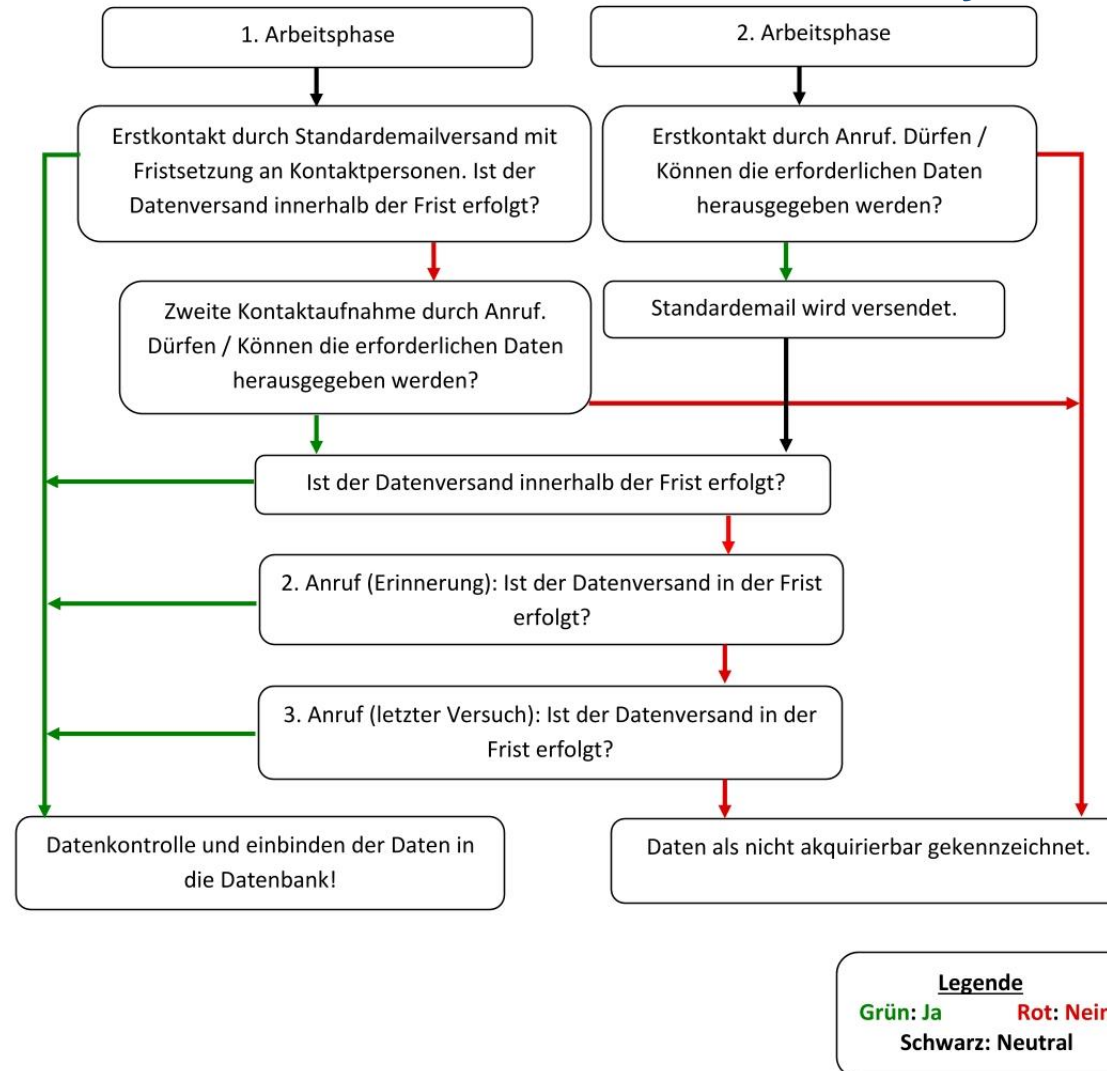 1. Arbeitsphase
2. Arbeitsphase
Erstkontakt durch Standardemailversand mit
Fristsetzung an Kontaktpersonen. Ist der
Datenversand innerhalb der Frist erfolgt?
Erstkontakt durch Anruf. Dürfen /
Können die erforderlichen Daten
herausgegeben werden?
Zweite Kontaktaufnahme durch Anruf.
Dürfen / Können die erforderlichen Daten
herausgegeben werden?
Standardemail wird versendet.
Ist der Datenversand innerhalb der Frist erfolgt?
2. Anruf (Erinnerung): Ist der Datenversand in der Frist
erfolgt?
3. Anruf (letzter Versuch): Ist der Datenversand in der
Frist erfolgt?
Datenkontrolle und einbinden der Daten in
die Datenbank!
Daten als nicht akquirierbar gekennzeichnet.
Legende
Grün: Ja Rot: Nein
Schwarz: Neutral